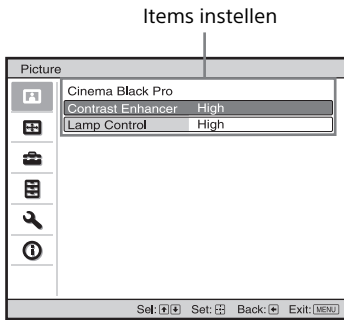 Items instellen
Picture
Cinema Black Pro
Contrast Enhancer High
Lamp Control High
Sel: Set: Back: Exit: MENU